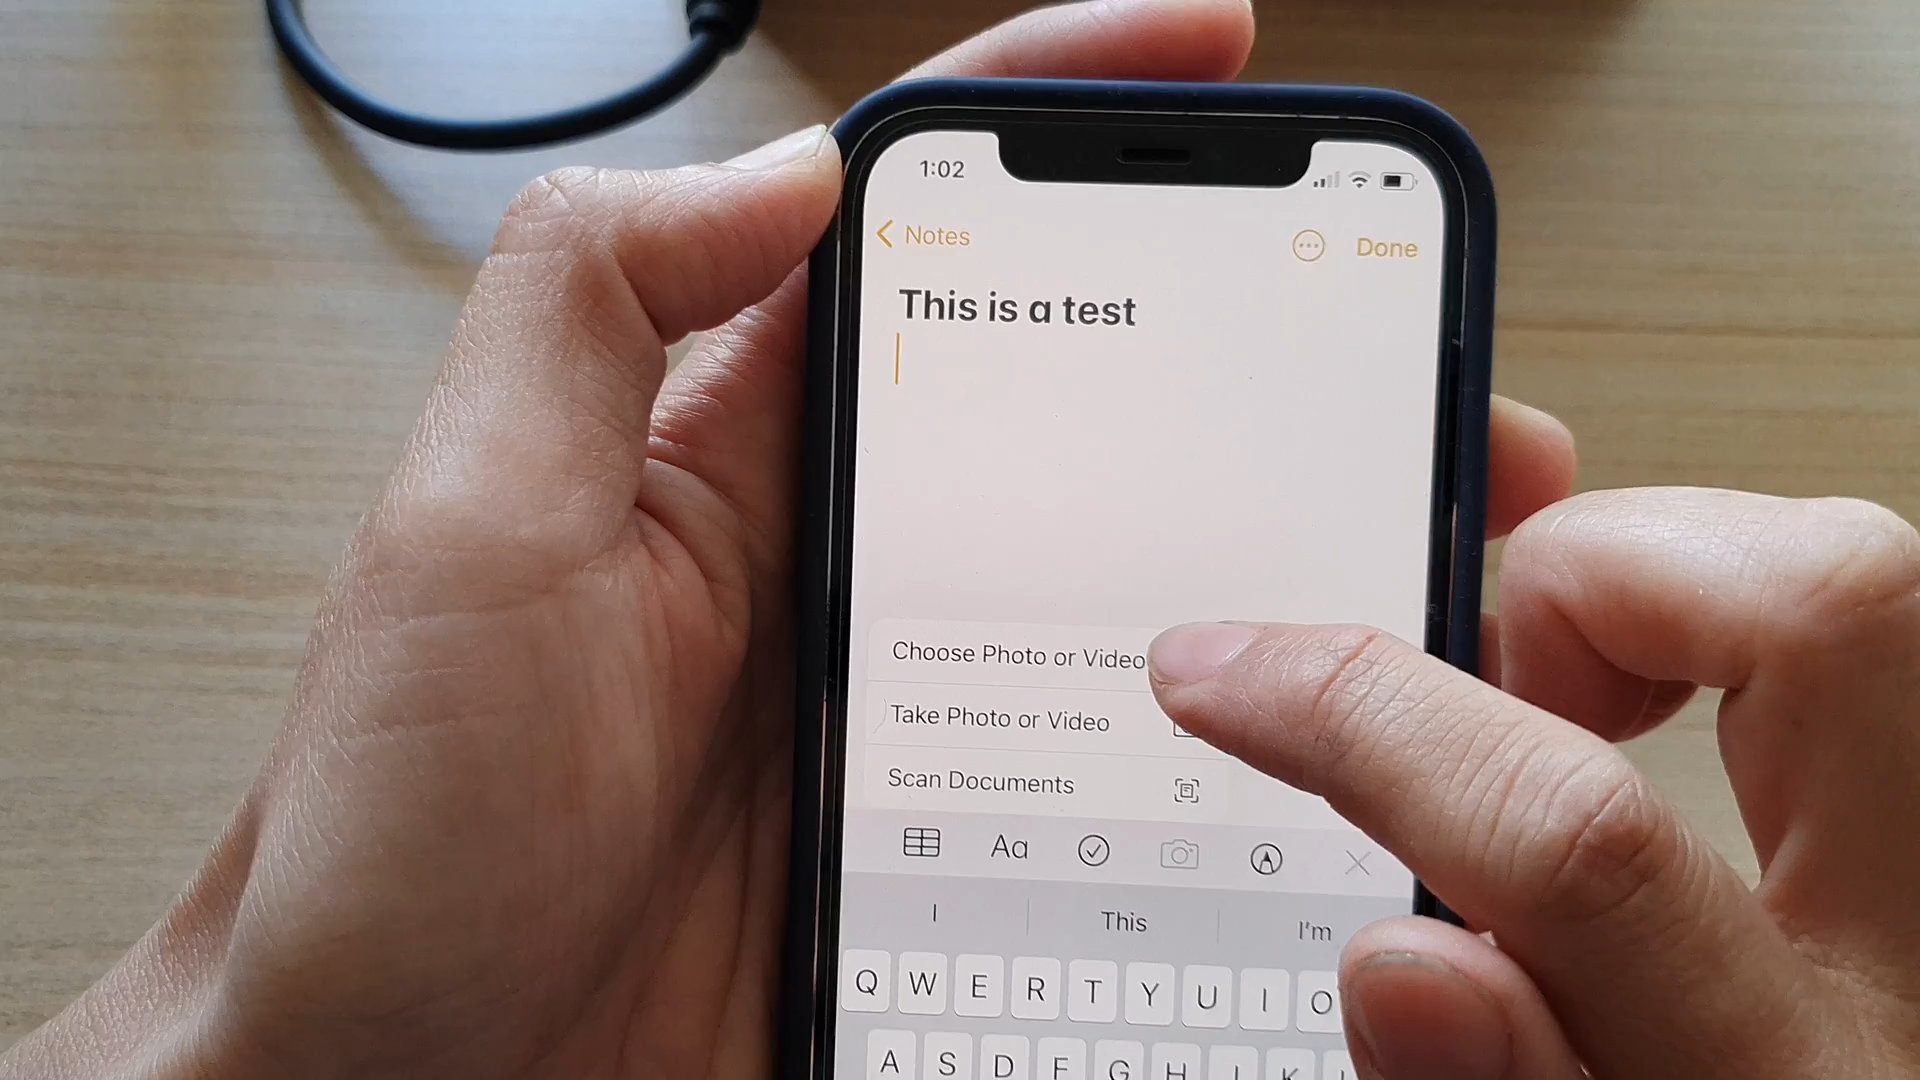 1:02
Notes
Done
This is a test
Choose Photo or Video
Take Photo or Video
Scan Documents
Aa
I
This
I'm
Q W E R T Y U I O
A S D F G H